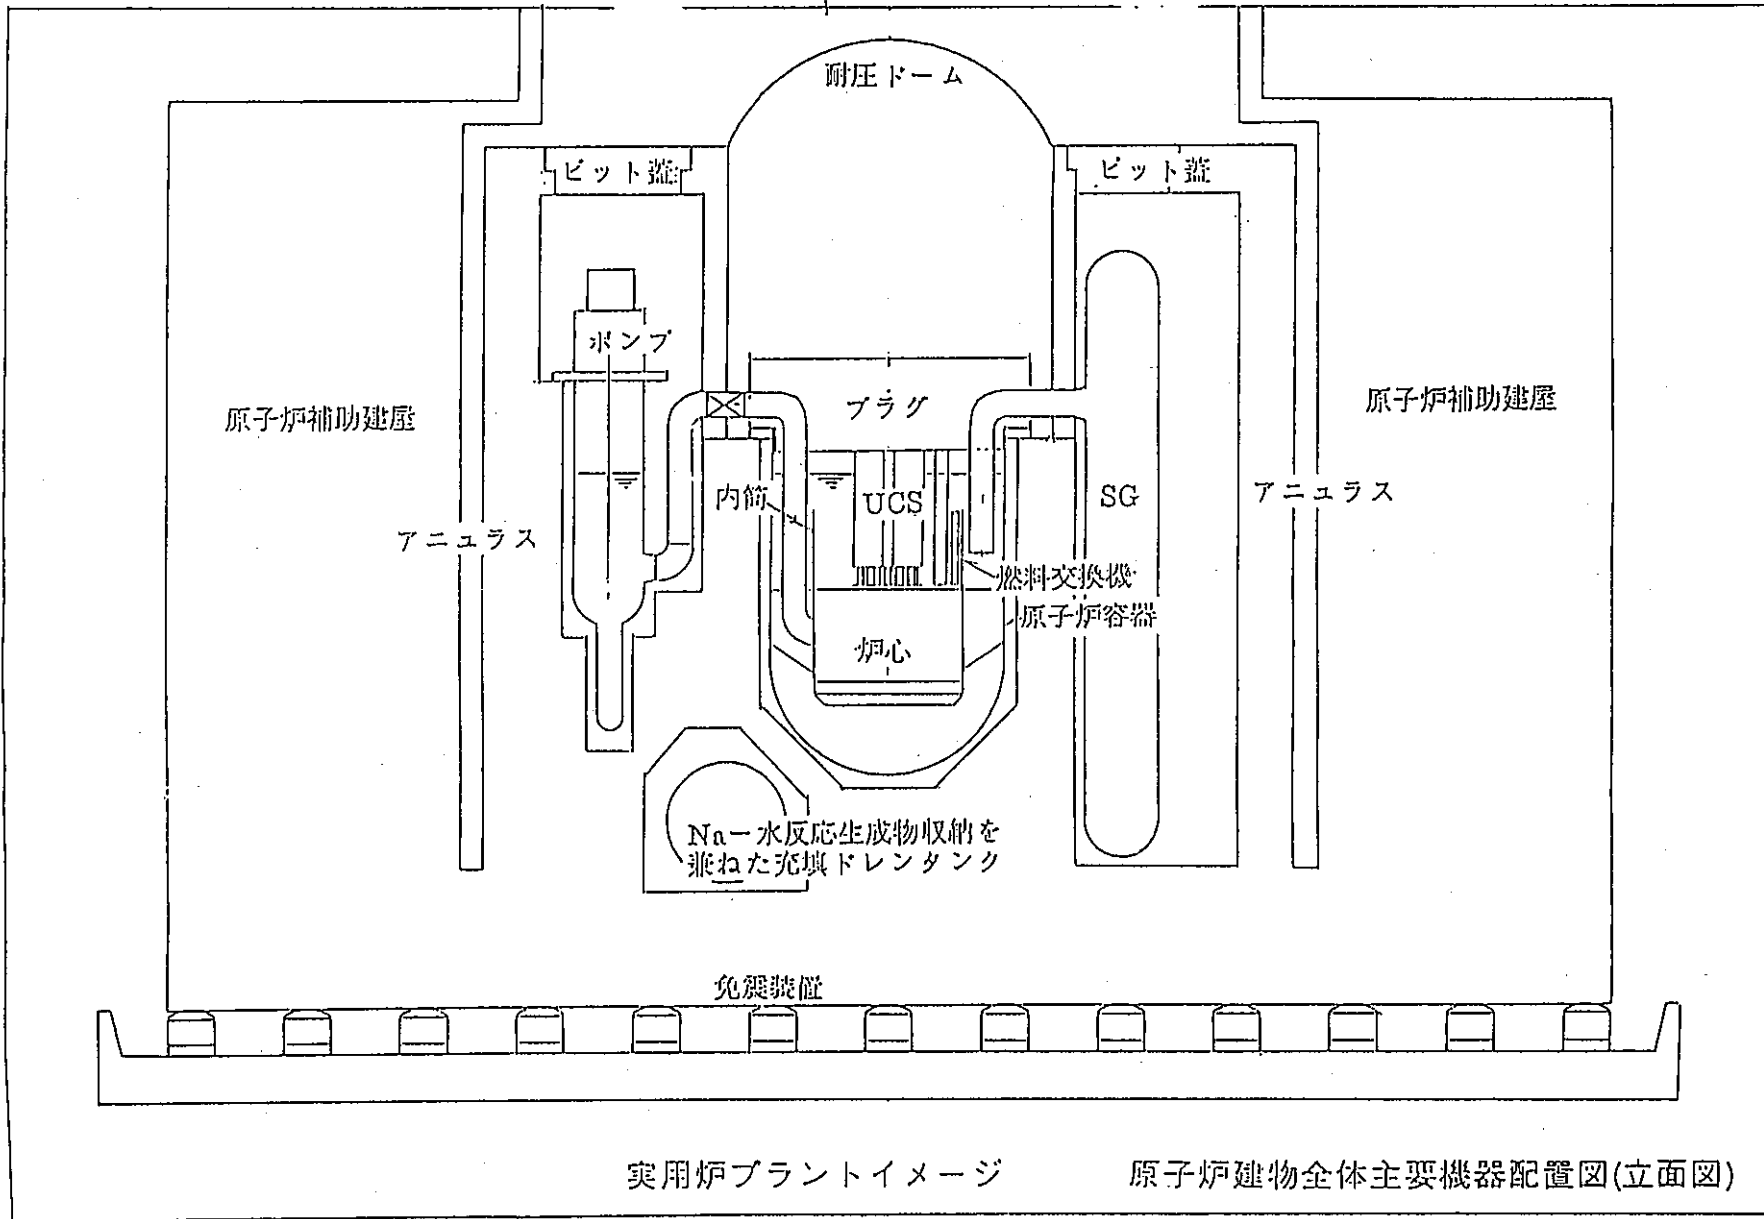 耐圧ドーム
ピット蓋
ピット蓋
ポンプ
プラグ
原子炉補助建屋
原子炉補助建屋
内筒
UCS
SG
アニュラス
アニュラス
燃料交換機
原子炉容器
炉心
Na－水反応生成物収納を
兼ねた充填ドレンタンク
免震装置
実用炉プラントイメージ
原子炉建物全体主要機器配置図(立面図)